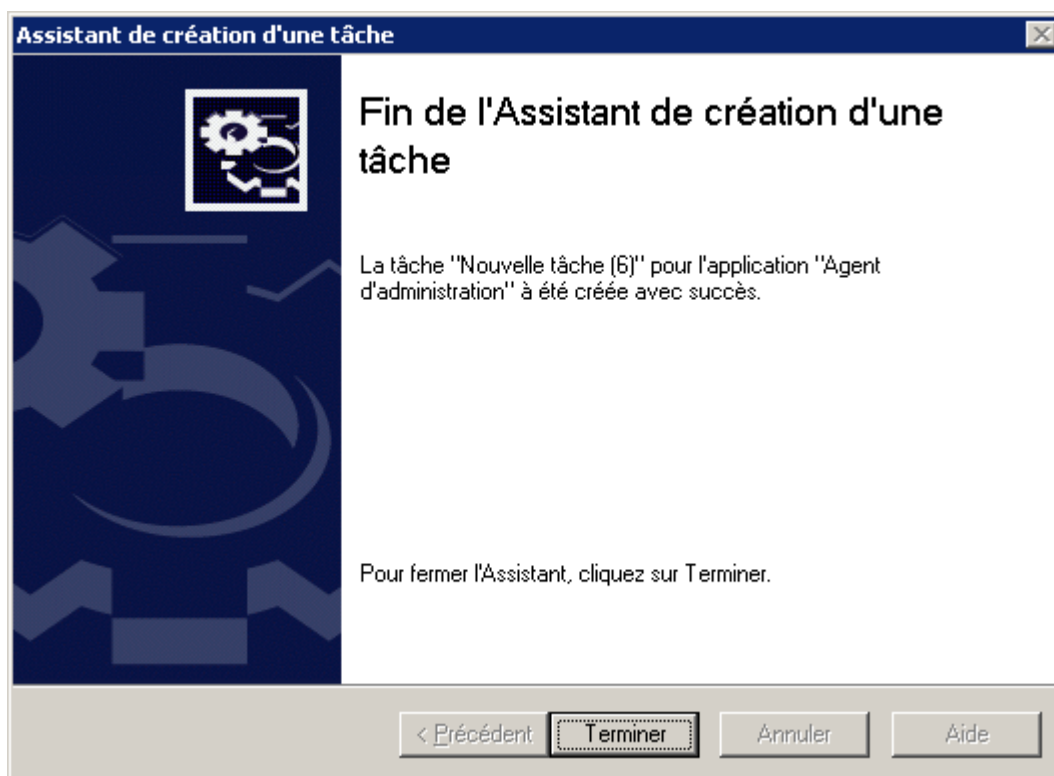 Assistant de création d'une tâche
Fin de l'Assistant de création d'une
tâche
La tâche "Nouvelle tâche (6)" pour l'application "Agent
d'administration" à été créée avec succès.
Pour fermer l'Assistant, cliquez sur Terminer.
< Précédent
Terminer
Annuler
Aide